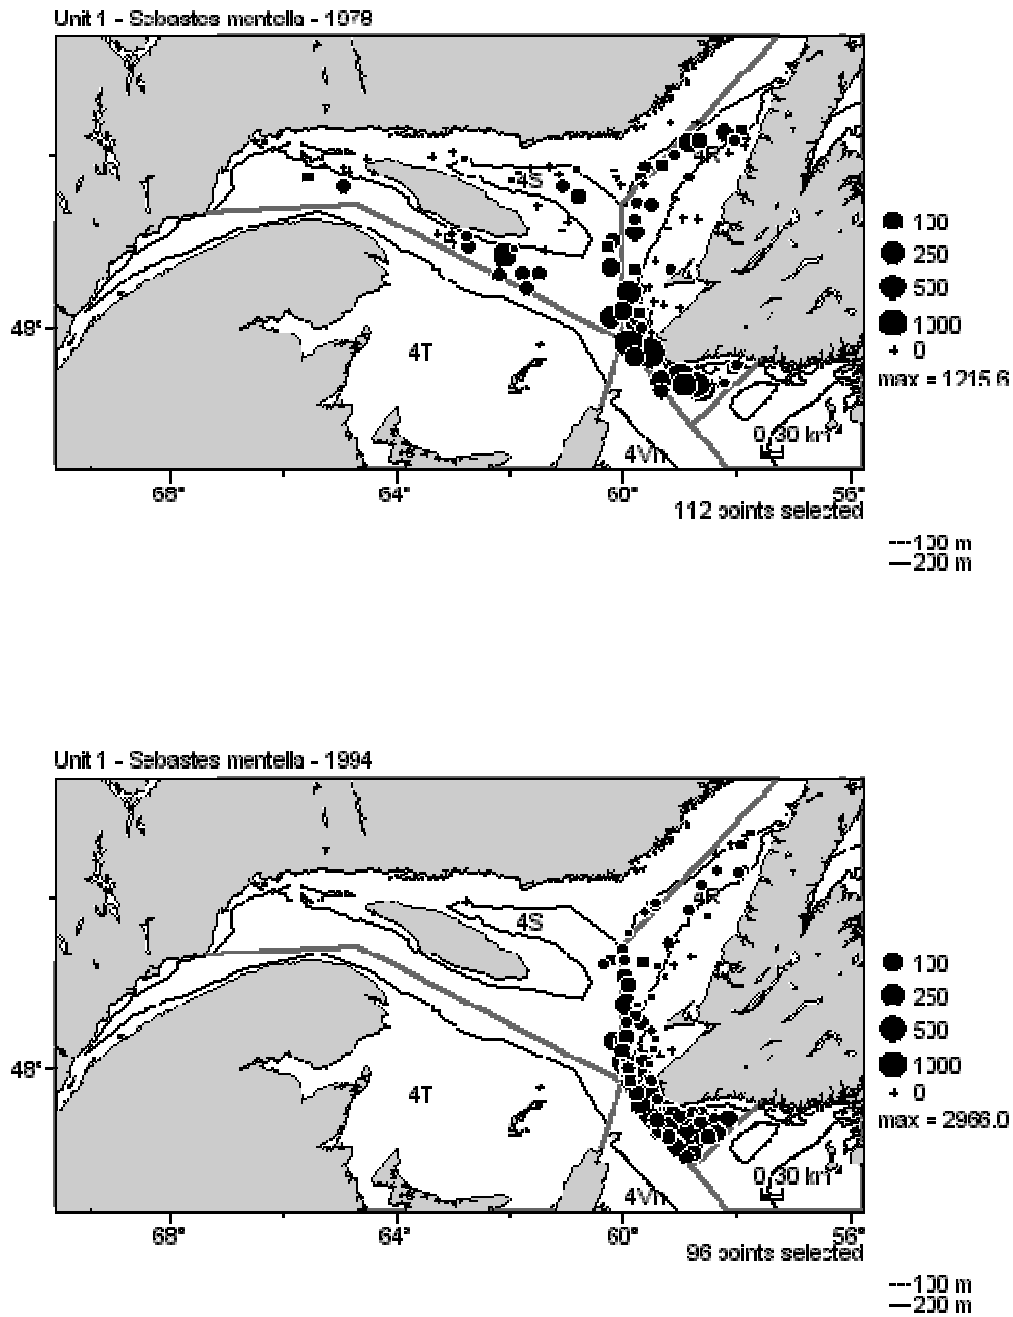 Unit 1 - Sebastes mentella - 1978
4R
4S
100
250
500
1000
0
max = 1215.6
48°
4T
4Vn
0 30 km
68°
64°
60°
56°
112 points selected
100 m
200 m
Unit 1 - Sebastes mentella - 1994
4R
4S
100
250
500
1000
0
max = 2966.0
48°
4T
4Vn
0 30 km
68°
64°
60°
56°
96 points selected
100 m
200 m